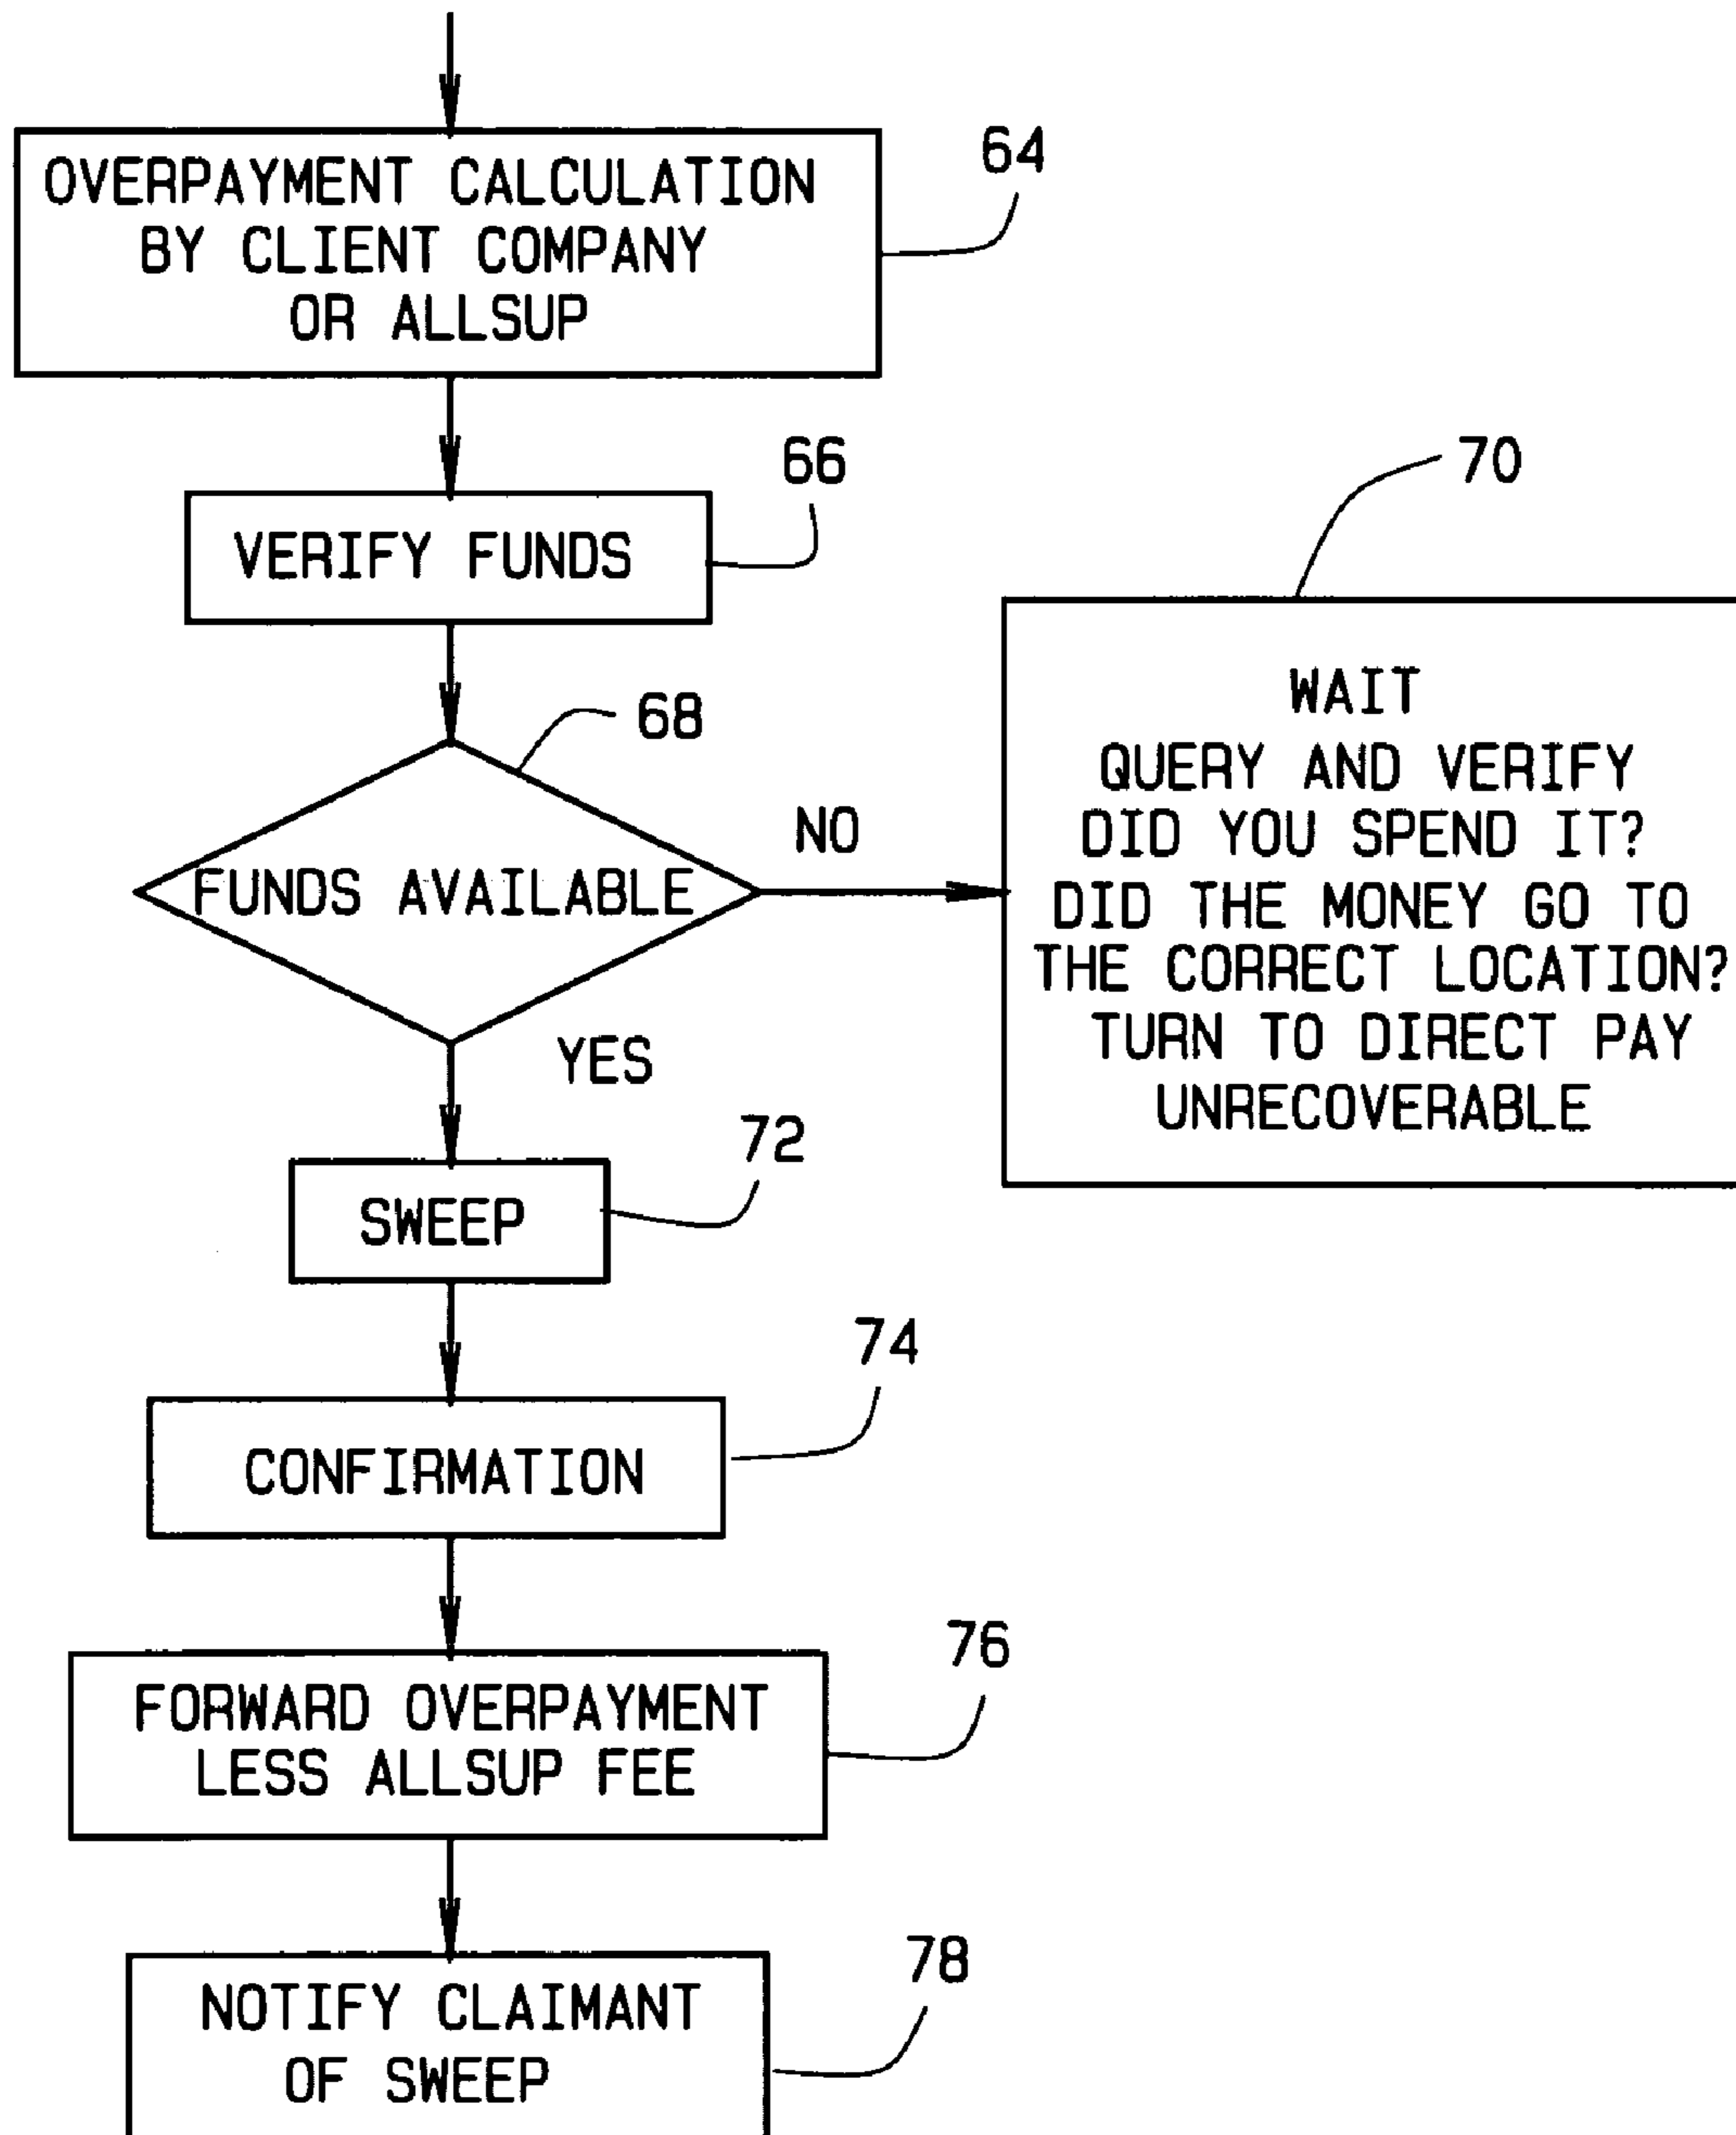 OVERPAYMENT CALCULATION
BY CLIENT COMPANY
OR ALLSUP
64
VERIFY FUNDS
66
FUNDS AVAILABLE
68
NO
70
WAIT
QUERY AND VERIFY
DID YOU SPEND IT?
DID THE MONEY GO TO
THE CORRECT LOCATION?
TURN TO DIRECT PAY
UNRECOVERABLE
YES
SWEEP
72
CONFIRMATION
74
FORWARD OVERPAYMENT
LESS ALLSUP FEE
76
NOTIFY CLAIMANT
OF SWEEP
78